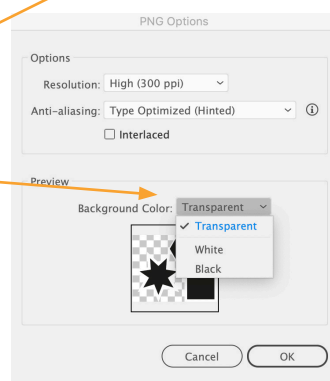 PNG Options
Options
Resolution: High (300 ppi)
Anti-aliasing: Type Optimized (Hinted)
Interlaced
Preview
Background Color: Transparent
Transparent
White
Black
Cancel OK